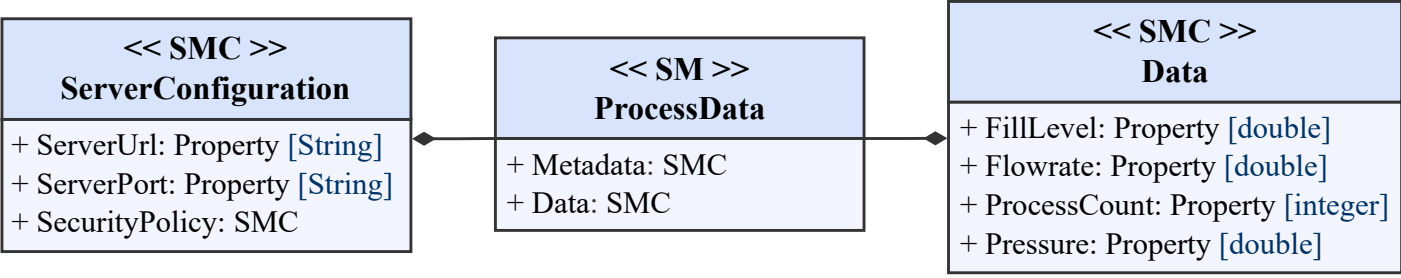 << SMC >>
ServerConfiguration
+ ServerUrl: Property [String]
+ ServerPort: Property [String]
+ SecurityPolicy: SMC
<< SM >>
ProcessData
+ Metadata: SMC
+ Data: SMC
<< SMC >>
Data
+ FillLevel: Property [double]
+ Flowrate: Property [double]
+ ProcessCount: Property [integer]
+ Pressure: Property [double]